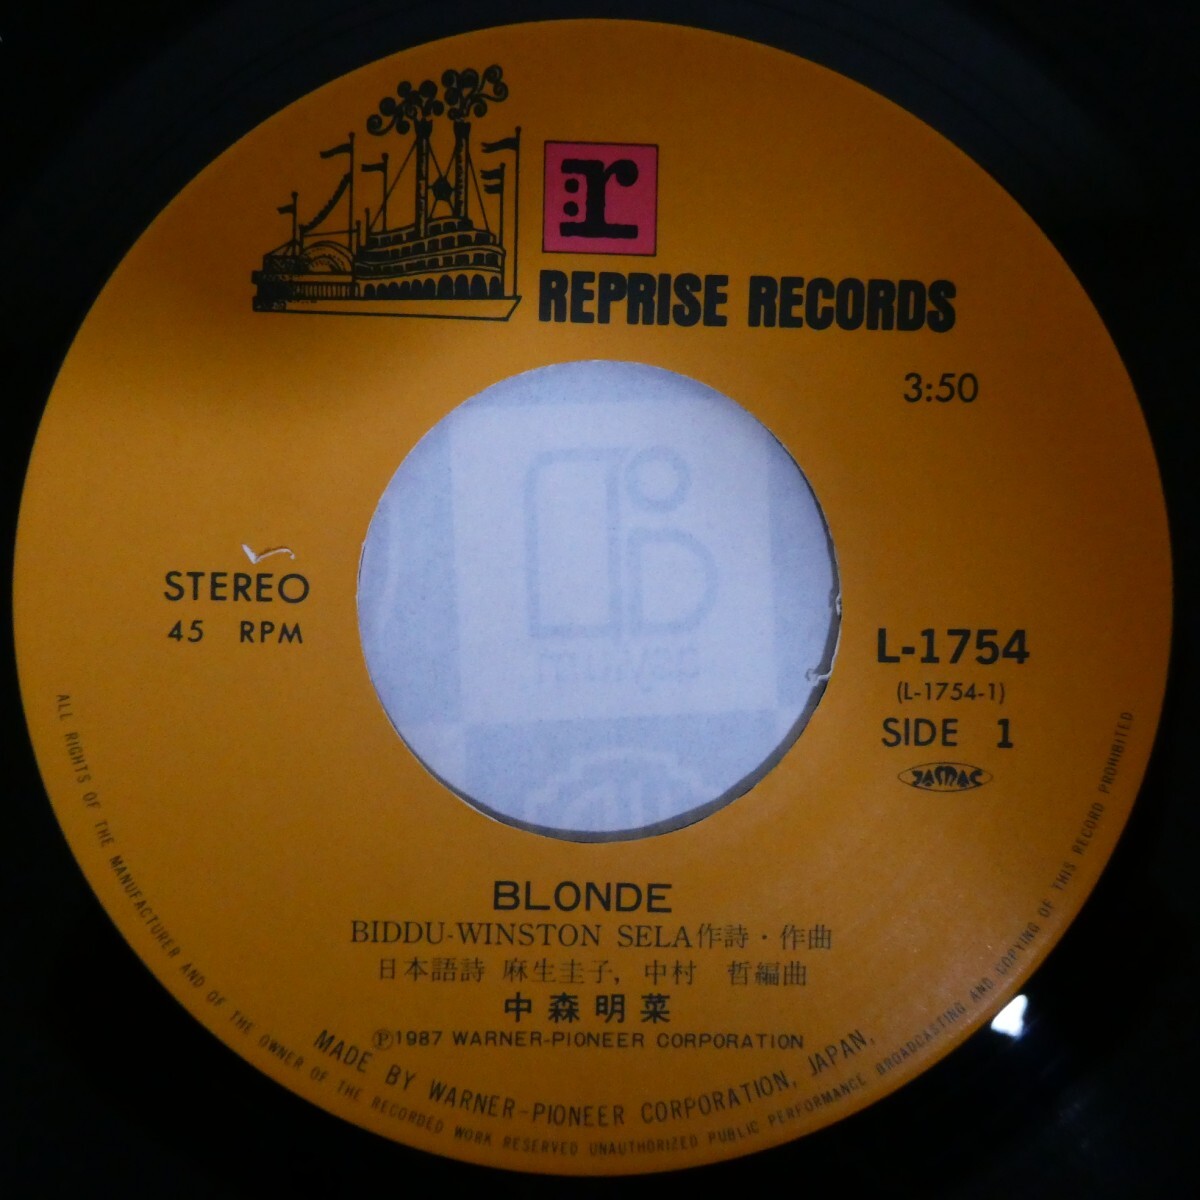 r
REPRISE RECORDS
3:50
STEREO
45 RPM
L-1754
(L-1754-1)
SIDE 1
JASRAC
asylum
BLONDE
BIDDU-WINSTON SELA作詩・作曲
日本語詩 麻生圭子, 中村 哲編曲
中森明菜
Ⓟ1987 WARNER-PIONEER CORPORATION
MADE BY WARNER-PIONEER CORPORATION, JAPAN,
ALL RIGHTS OF THE MANUFACTURER AND OF THE OWNER OF THE RECORDED WORK RESERVED UNAUTHORIZED PUBLIC PERFORMANCE BROADCASTING AND COPYING OF THIS RECORD PROHIBITED